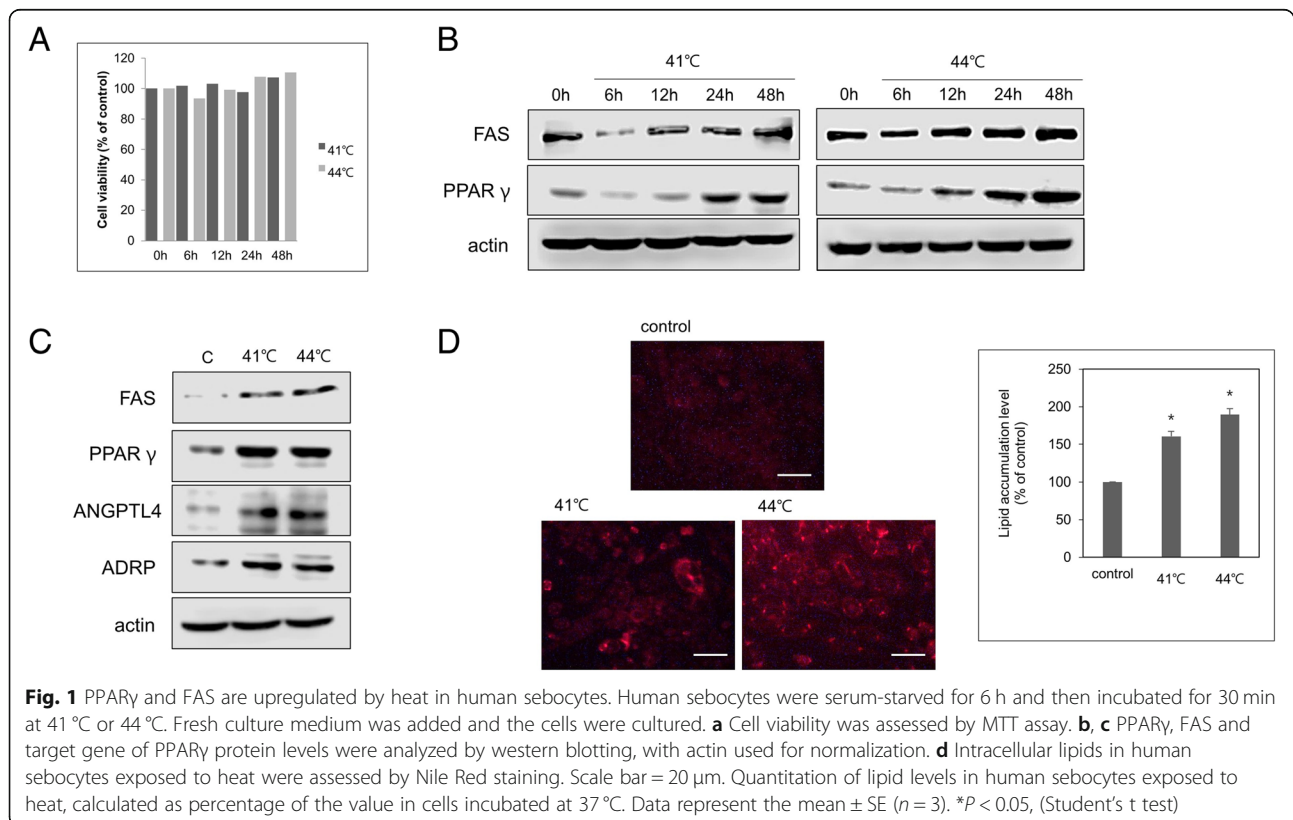 A
120
100
80
60
40
20
0
Cell viability (% of control)
0h 6h 12h 24h 48h
41℃
44℃
B
41℃ 44℃
0h 6h 12h 24h 48h 0h 6h 12h 24h 48h
FAS
PPAR γ
actin
C
C 41℃ 44℃
FAS
PPAR γ
ANGPTL4
ADRP
actin
D
control
41℃ 44℃
250
200
150
100
50
0
Lipid accumulation level
(% of control)
* *
control 41℃ 44℃
Fig. 1 PPARγ and FAS are upregulated by heat in human sebocytes. Human sebocytes were serum-starved for 6 h and then incubated for 30 min
at 41 °C or 44 °C. Fresh culture medium was added and the cells were cultured. a Cell viability was assessed by MTT assay. b, c PPARγ, FAS and
target gene of PPARγ protein levels were analyzed by western blotting, with actin used for normalization. d Intracellular lipids in human
sebocytes exposed to heat were assessed by Nile Red staining. Scale bar = 20 μm. Quantitation of lipid levels in human sebocytes exposed to
heat, calculated as percentage of the value in cells incubated at 37 °C. Data represent the mean ± SE (n = 3). *P < 0.05, (Student's t test)